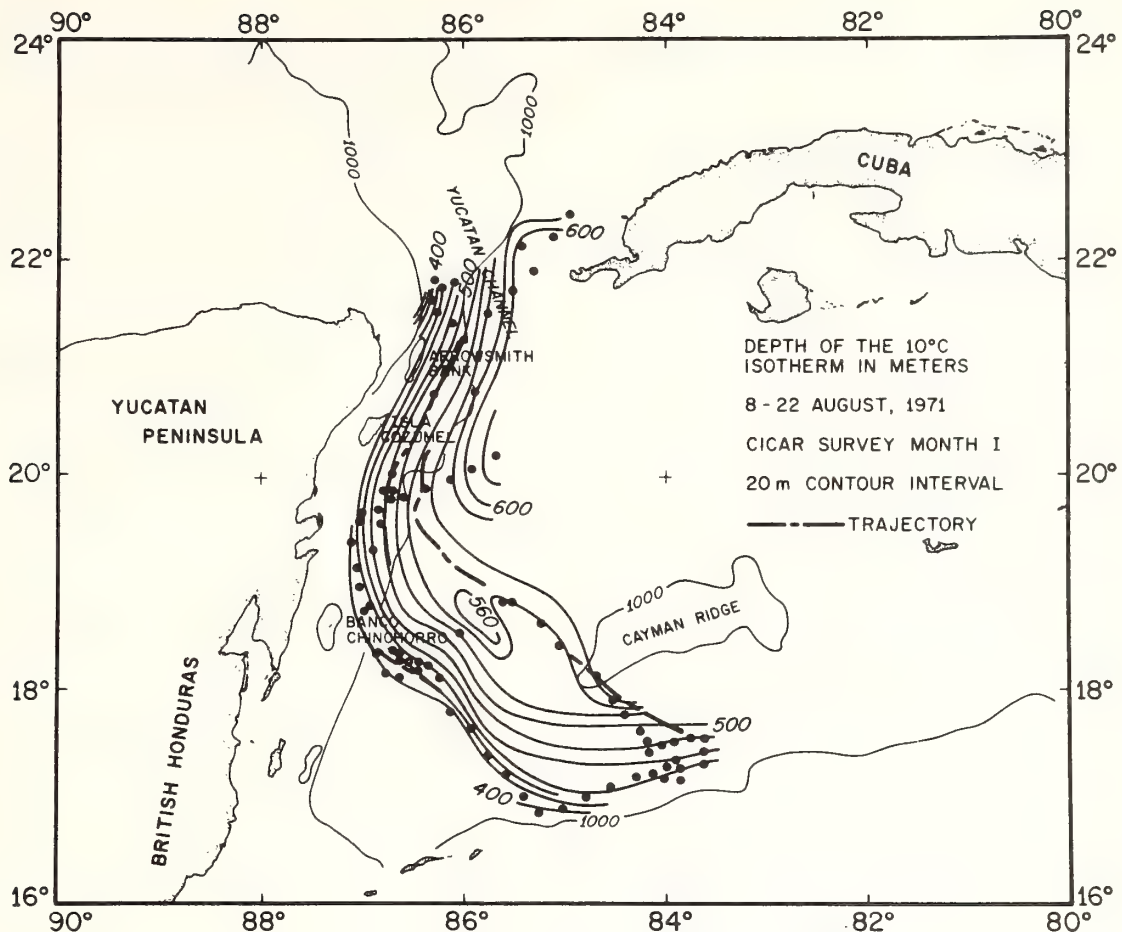 90° 88° 86° 84° 82° 80°
24° 24°
1000
1000
CUBA
YUCATAN CHANNEL
400
500
600
22° 22°
ARROWSMITH
BANK
DEPTH OF THE 10°C
ISOTHERM IN METERS
8-22 AUGUST, 1971
YUCATAN
PENINSULA
ISLA
COZUMEL
CICAR SURVEY MONTH I
20° 20°
20 m CONTOUR INTERVAL
600
TRAJECTORY
560
1000
CAYMAN RIDGE
BANCO
CHINCHORRO
18° 18°
BRITISH HONDURAS
500
400
1000
16° 16°
90° 88° 86° 84° 82° 80°